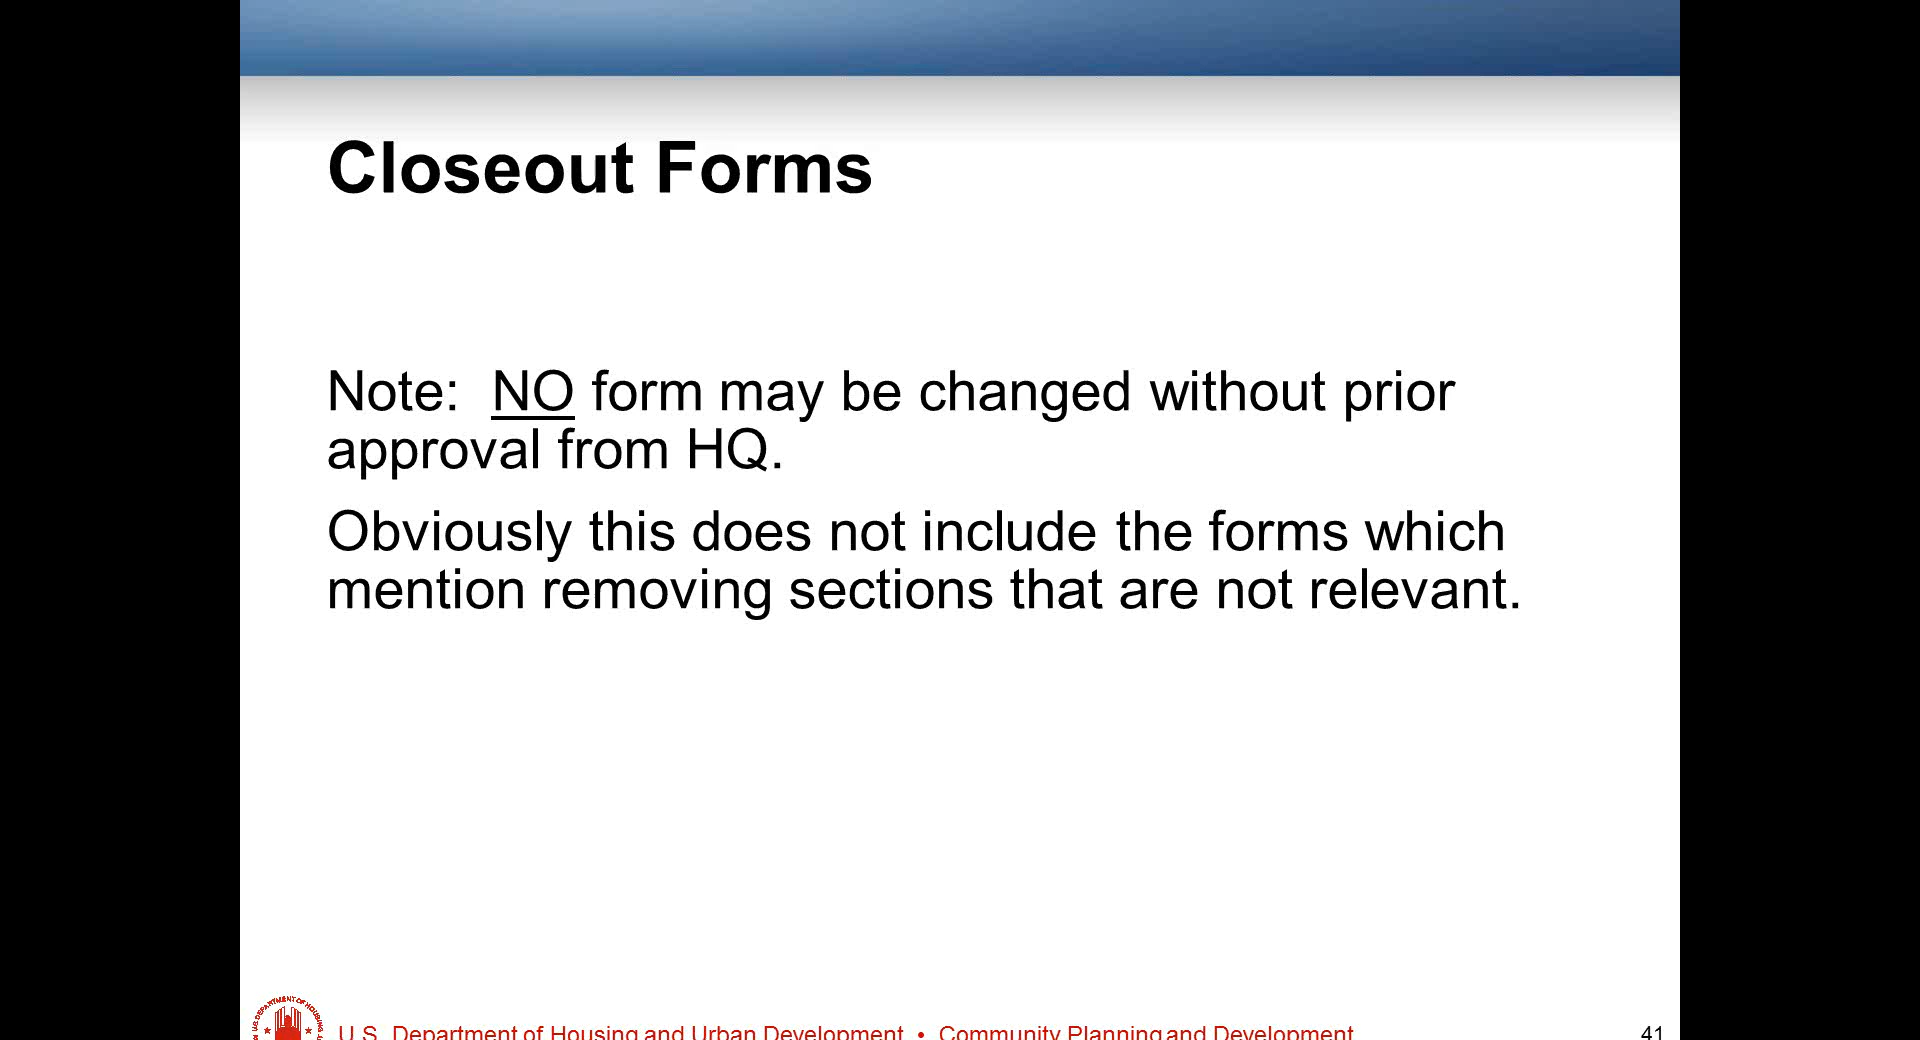 Closeout Forms
Note: NO form may be changed without prior
approval from HQ.
Obviously this does not include the forms which
mention removing sections that are not relevant.
U.S. Department of Housing and Urban Development • Community Planning and Development
41